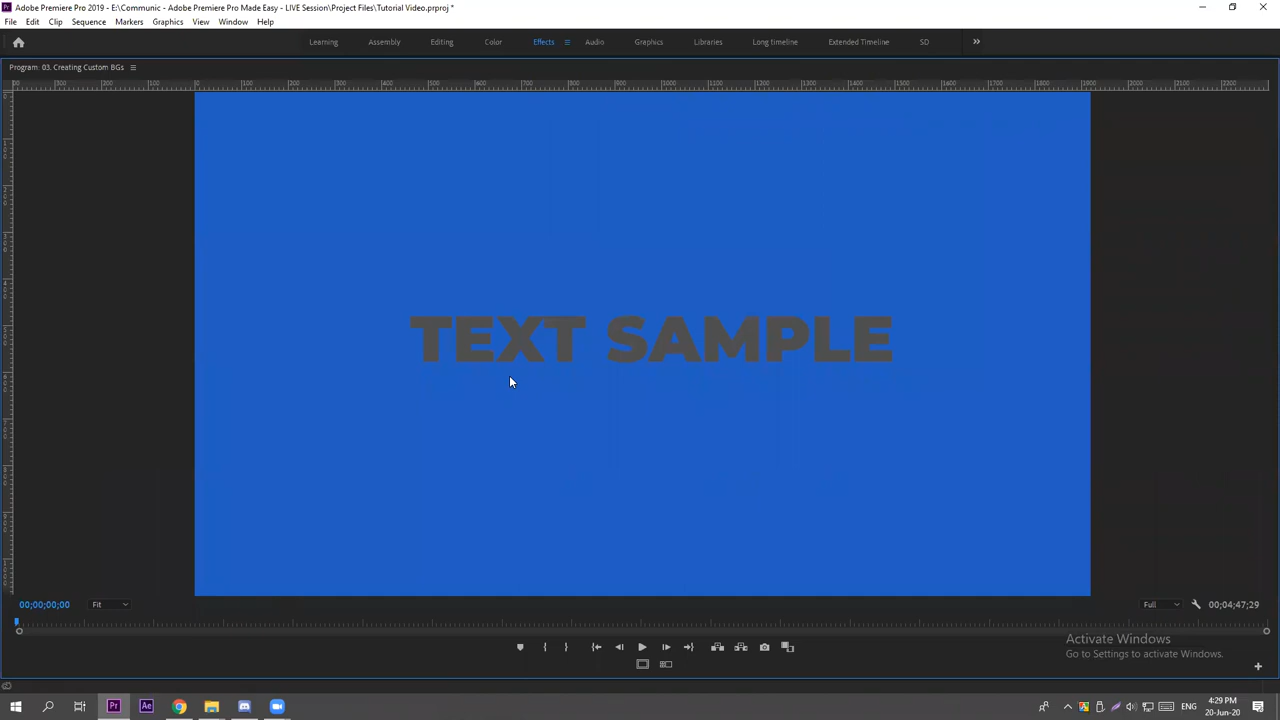 Adobe Premiere Pro 2019 - E:\Communic - Adobe Premiere Pro Made Easy - LIVE Session\Project Files\Tutorial Video.prproj *
File Edit Clip Sequence Markers Graphics View Window Help
Learning Assembly Editing Color Effects Audio Graphics Libraries Long timeline Extended Timeline SD
Program: 03. Creating Custom BGs
TEXT SAMPLE
00;00;00;00 Fit Full 00;04;47;29
Activate Windows
Go to Settings to activate Windows.
Pr Ae ENG 4:29 PM
20-Jun-20